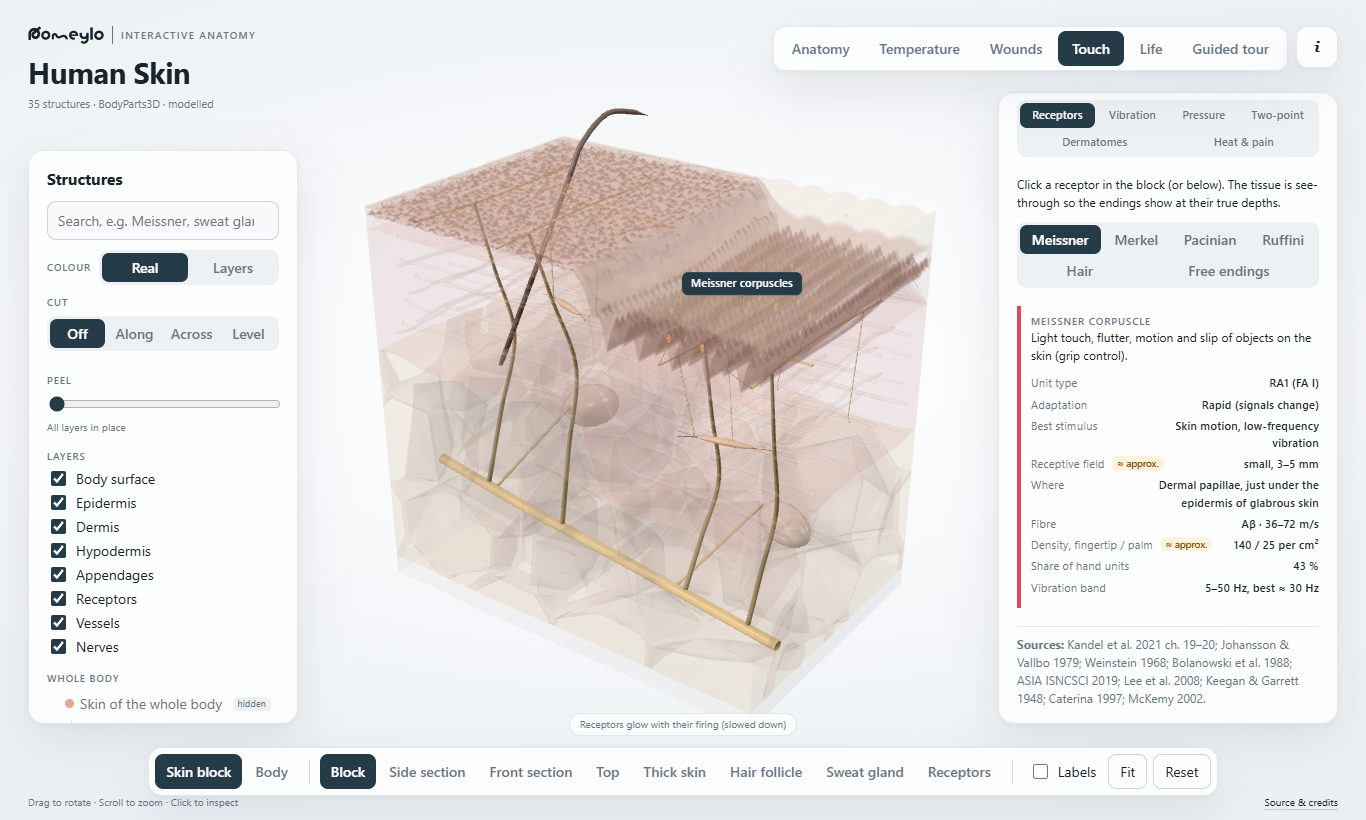 Romeylo
INTERACTIVE ANATOMY
Human Skin
35 structures · BodyParts3D · modelled
Anatomy Temperature Wounds Touch Life Guided tour
i
Structures
Search, e.g. Meissner, sweat glan
COLOUR Real Layers
CUT
Off Along Across Level
PEEL
All layers in place
LAYERS
Body surface
Epidermis
Dermis
Hypodermis
Appendages
Receptors
Vessels
Nerves
WHOLE BODY
Skin of the whole body hidden
Meissner corpuscles
Receptors glow with their firing (slowed down)
Receptors Vibration Pressure Two-point
Dermatomes Heat & pain
Click a receptor in the block (or below). The tissue is see-
through so the endings show at their true depths.
Meissner Merkel Pacinian Ruffini
Hair Free endings
MEISSNER CORPUSCLE
Light touch, flutter, motion and slip of objects on the
skin (grip control).
Unit type RA1 (FA I)
Adaptation Rapid (signals change)
Best stimulus Skin motion, low-frequency
vibration
Receptive field ≈ approx. small, 3–5 mm
Where Dermal papillae, just under the
epidermis of glabrous skin
Fibre Aβ · 36–72 m/s
Density, fingertip / palm ≈ approx. 140 / 25 per cm²
Share of hand units 43 %
Vibration band 5–50 Hz, best ≈ 30 Hz
Sources: Kandel et al. 2021 ch. 19–20; Johansson &
Vallbo 1979; Weinstein 1968; Bolanowski et al. 1988;
ASIA ISNCSCI 2019; Lee et al. 2008; Keegan & Garrett
1948; Caterina 1997; McKemy 2002.
Skin block Body Block Side section Front section Top Thick skin Hair follicle Sweat gland Receptors Labels Fit Reset
Drag to rotate · Scroll to zoom · Click to inspect
Source & credits